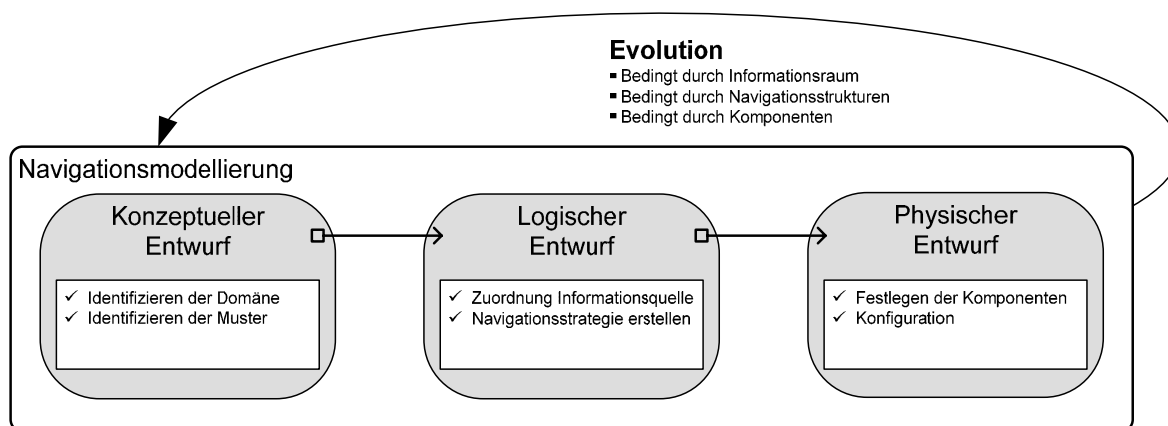 Evolution
Bedingt durch Informationsraum
Bedingt durch Navigationsstrukturen
Bedingt durch Komponenten
Navigationsmodellierung
Konzeptueller
Entwurf
Identifizieren der Domäne
Identifizieren der Muster
Logischer
Entwurf
Zuordnung Informationsquelle
Navigationsstrategie erstellen
Physischer
Entwurf
Festlegen der Komponenten
Konfiguration